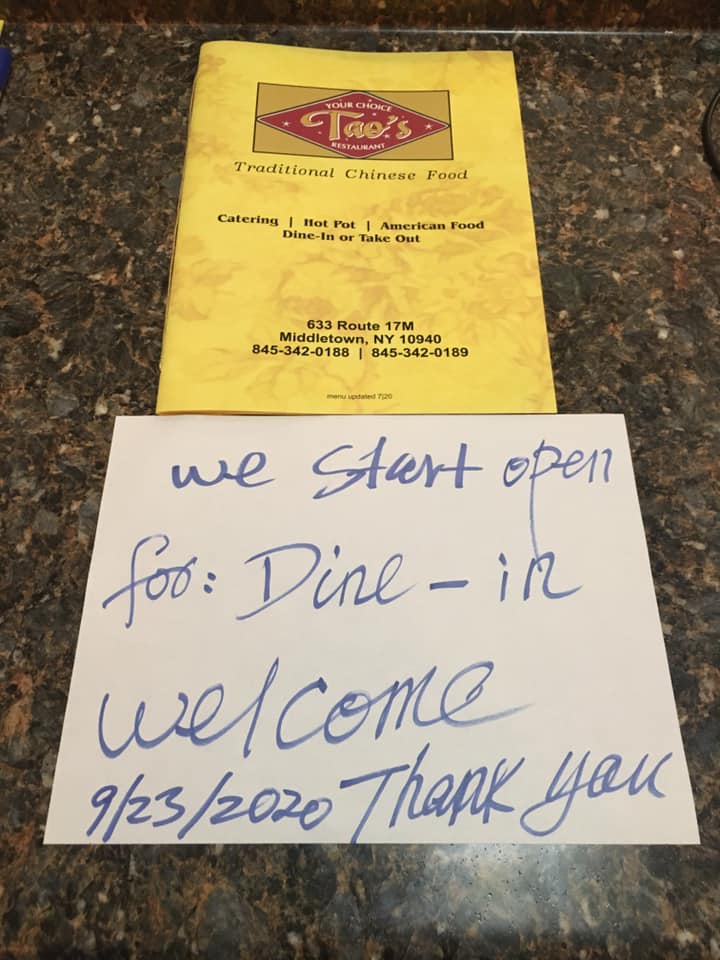 YOUR CHOICE
Tao's
RESTAURANT
Traditional Chinese Food
Catering | Hot Pot | American Food
Dine-In or Take Out
633 Route 17M
Middletown, NY 10940
845-342-0188 | 845-342-0189
menu updated 7|20
we start open
for: Dine-in
welcome
9/23/2020 Thank you